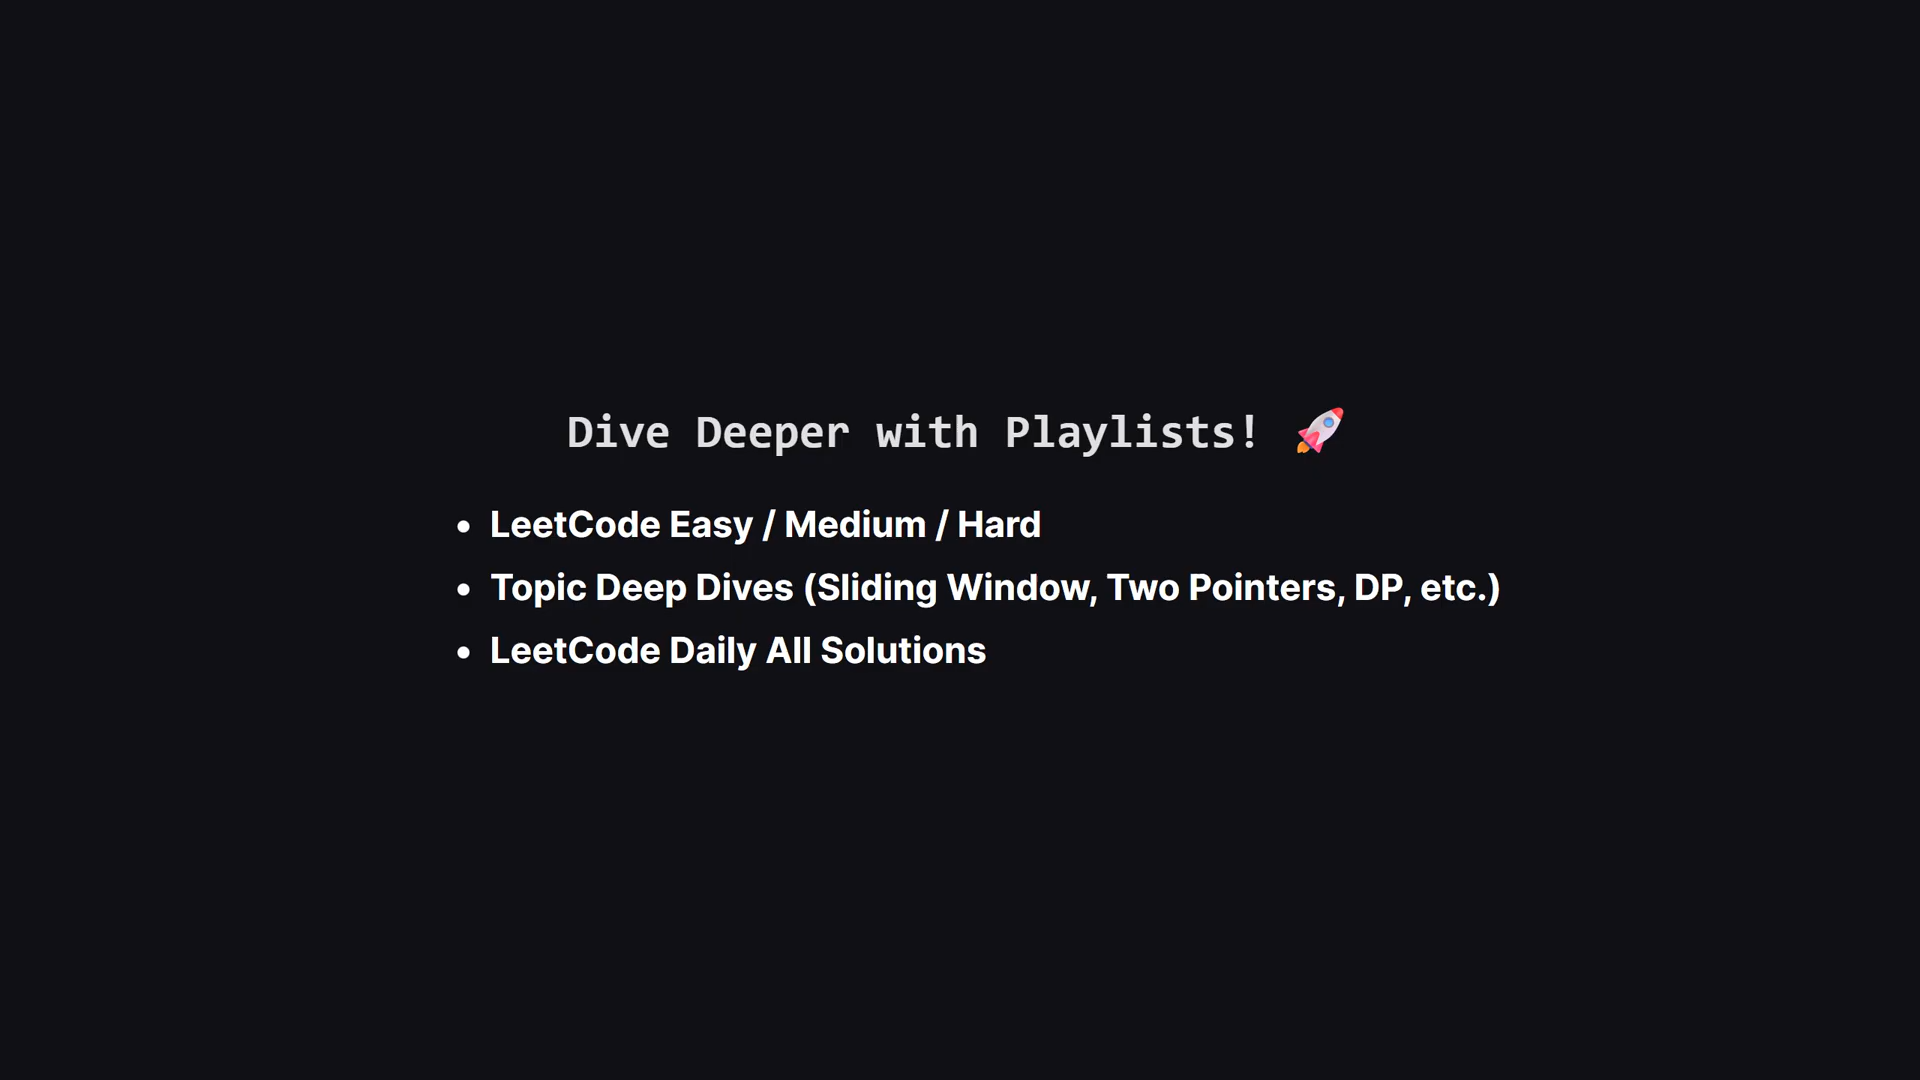 Dive Deeper with Playlists! 🚀
• LeetCode Easy / Medium / Hard
• Topic Deep Dives (Sliding Window, Two Pointers, DP, etc.)
• LeetCode Daily All Solutions